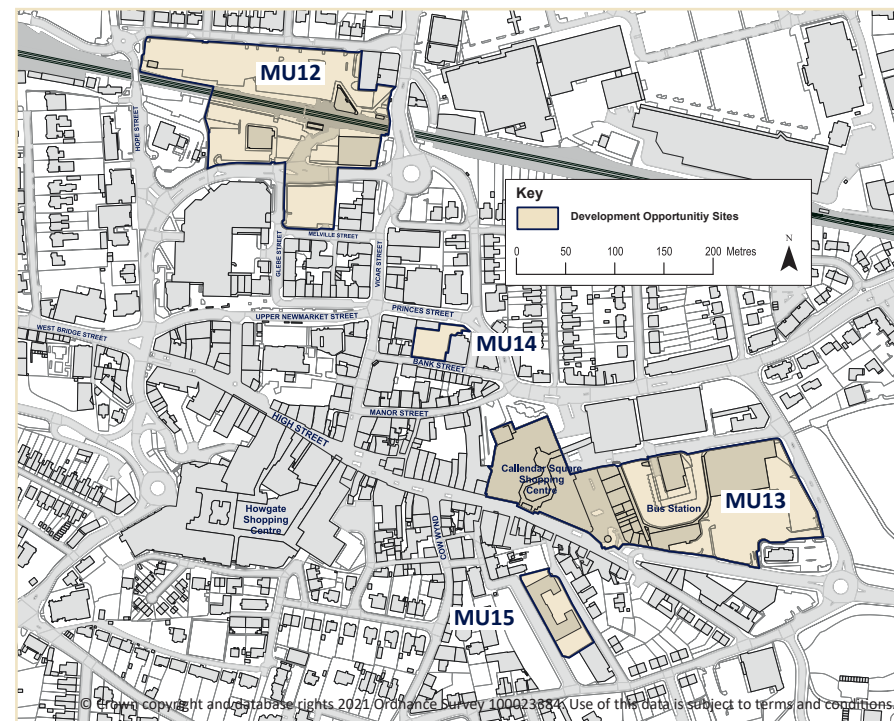 MU12
HOPE STREET
Key
Development Opportunitiy Sites
0 50 100 150 200 Metres
N
MELVILLE STREET
GLEBE STREET
VICAR STREET
PRINCES STREET
UPPER NEWMARKET STREET
WEST BRIDGE STREET
MU14
BANK STREET
MANOR STREET
HIGH STREET
Callendar Square
Shopping
Centre
Howgate
Shopping
Centre
Bus Station
MU13
COW WYND
MU15
© Crown copyright and database rights 2021 Ordnance Survey 100023384. Use of this data is subject to terms and condition